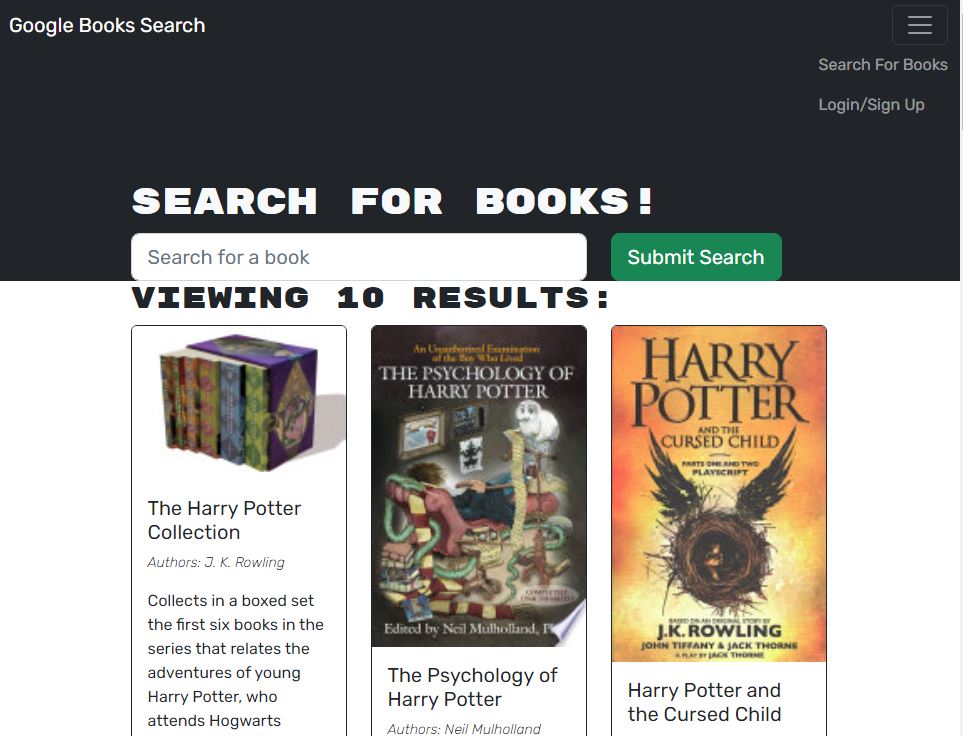 Google Books Search
Search For Books
Login/Sign Up
SEARCH FOR BOOKS!
Search for a book
Submit Search
VIEWING 10 RESULTS:
The Harry Potter
Collection
Authors: J. K. Rowling
Collects in a boxed set
the first six books in the
series that relates the
adventures of young
Harry Potter, who
attends Hogwarts
An Unauthorized Examination
of the Boy Who Lived
THE PSYCHOLOGY OF
HARRY POTTER
Edited by Neil Mulholland,
The Psychology of
Harry Potter
Authors: Neil Mulholland
HARRY
POTTER
AND THE
CURSED CHILD
PARTS ONE AND TWO
PLAYSCRIPT
BASED ON AN ORIGINAL STORY BY
J.K. ROWLING
JOHN TIFFANY & JACK THORNE
A PLAY BY JACK THORNE
Harry Potter and
the Cursed Child